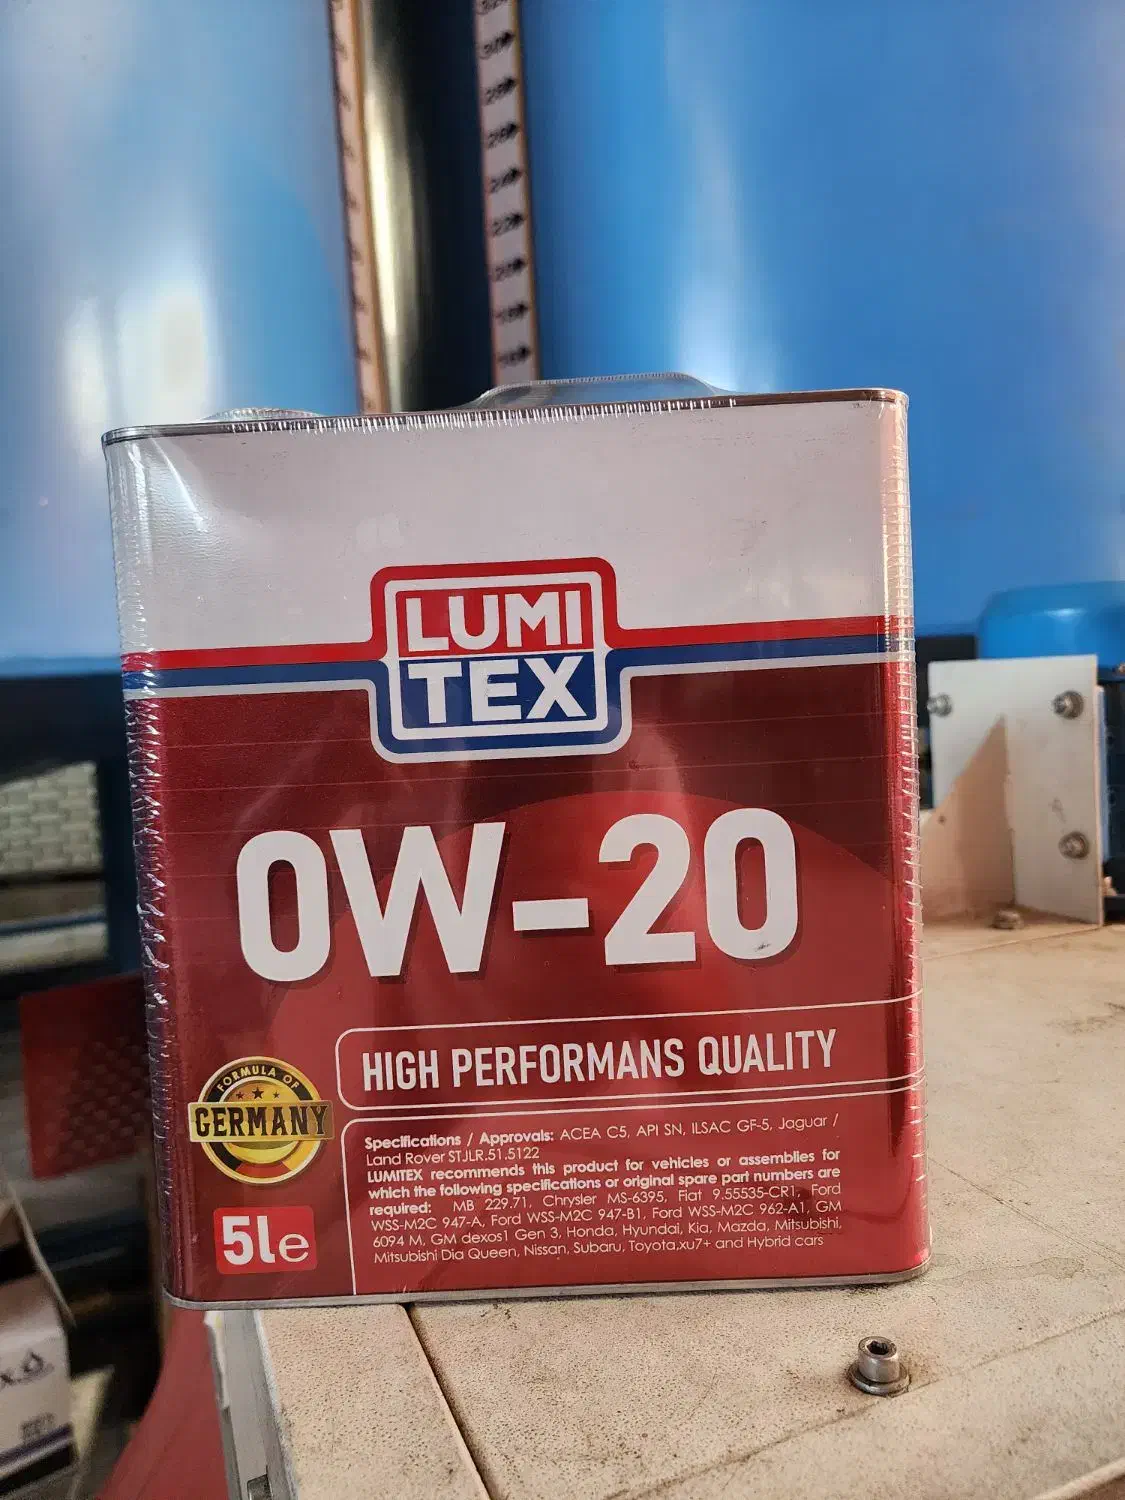 LUMI
TEX
0W-20
HIGH PERFORMANS QUALITY
FORMULA OF
GERMANY
5le
Specifications / Approvals: ACEA C5, API SN, ILSAC GF-5, Jaguar /
Land Rover STJLR.51.5122
LUMITEX recommends this product for vehicles or assemblies for
which the following specifications or original spare part numbers are
required: MB 229.71, Chrysler MS-6395, Fiat 9.55535-CR1, Ford
WSS-M2C 947-A, Ford WSS-M2C 947-B1, Ford WSS-M2C 962-A1, GM
6094 M, GM dexos1 Gen 3, Honda, Hyundai, Kia, Mazda, Mitsubishi,
Mitsubishi Dia Queen, Nissan, Subaru, Toyota,xu7+ and Hybrid cars